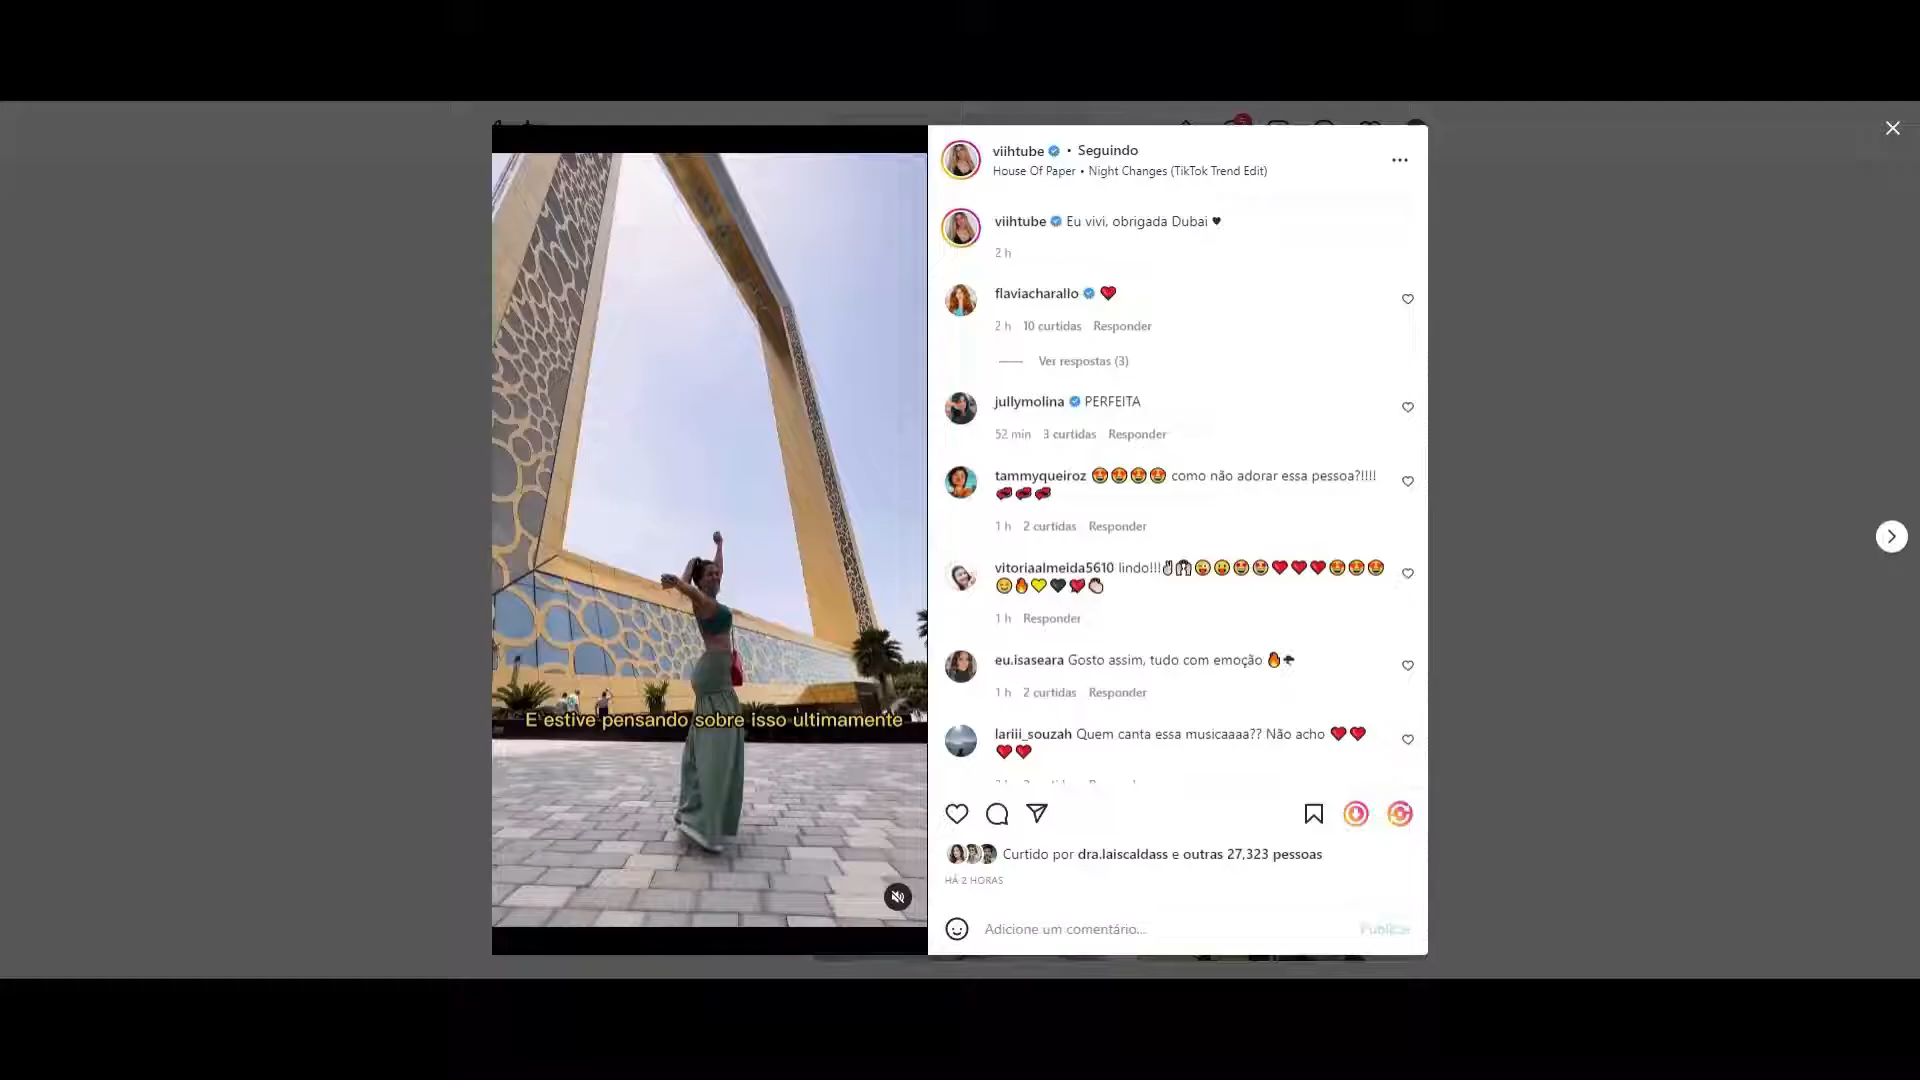 viihtube • Seguindo
House Of Paper • Night Changes (TikTok Trend Edit)
viihtube Eu vivi, obrigada Dubai ♥
2 h
flaviacharallo ❤️
2 h 10 curtidas Responder
Ver respostas (3)
jullymolina PERFEITA
52 min 3 curtidas Responder
tammyqueiroz 🤩🤩🤩🤩 como não adorar essa pessoa?!!!!
💋💋💋
1 h 2 curtidas Responder
vitoriaalmeida5610 lindo!!!
1 h Responder
eu.isaseara Gosto assim, tudo com emoção 🔥
1 h 2 curtidas Responder
lariii_souzah Quem canta essa musicaaaa?? Não acho ❤️❤️
❤️❤️
E estive pensando sobre isso ultimamente
Curtido por dra.laiscaldass e outras 27,323 pessoas
HÁ 2 HORAS
Adicione um comentário...
Publicar